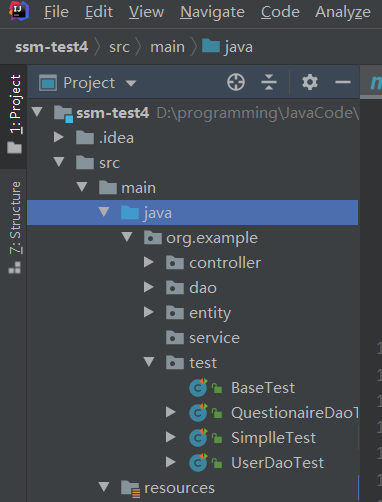 File Edit View Navigate Code Analyze
ssm-test4 src main java
Project
ssm-test4 D:\programming\JavaCode\
.idea
src
main
java
org.example
controller
dao
entity
service
test
BaseTest
QuestionaireDaoT
SimplleTest
UserDaoTest
resources
1: Project
7: Structure